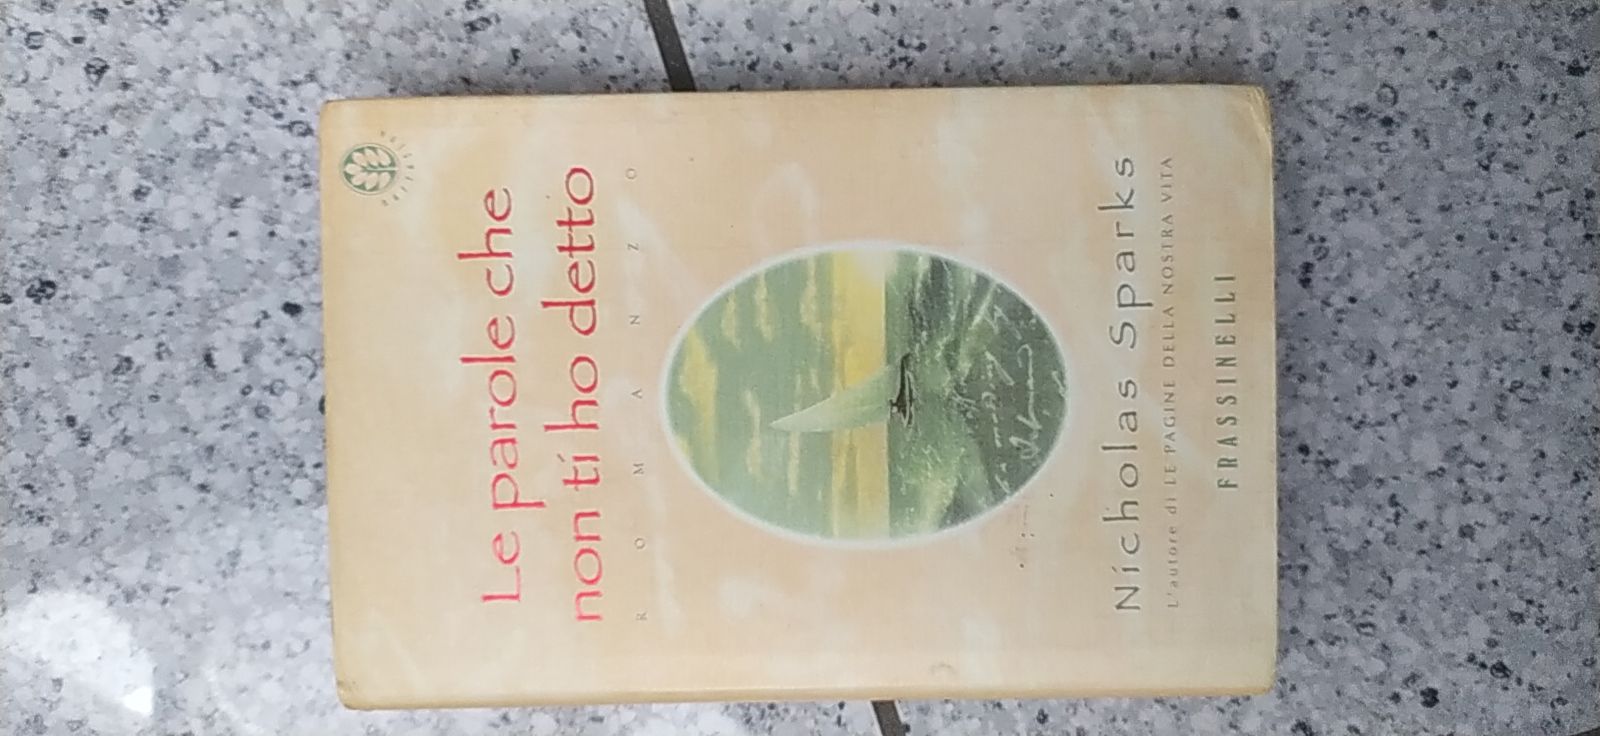 Le parole che
non ti ho detto
ROMANZO
Nicholas Sparks
L'autore di LE PAGINE DELLA NOSTRA VITA
FRASSINELLI